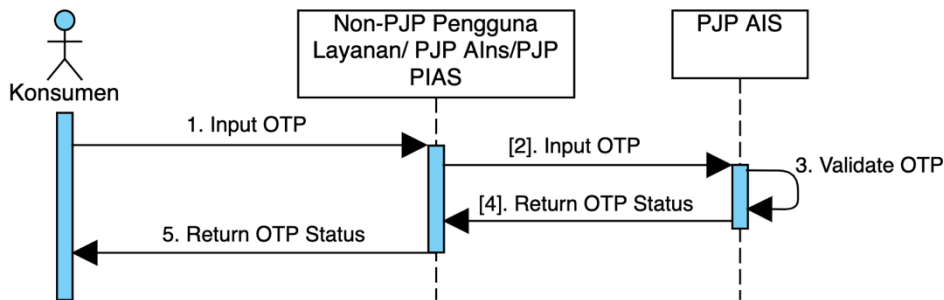 Non-PJP Pengguna
Layanan/ PJP AIns/PJP
PIAS
PJP AIS
Konsumen
1. Input OTP
[2]. Input OTP
3. Validate OTP
[4]. Return OTP Status
5. Return OTP Status